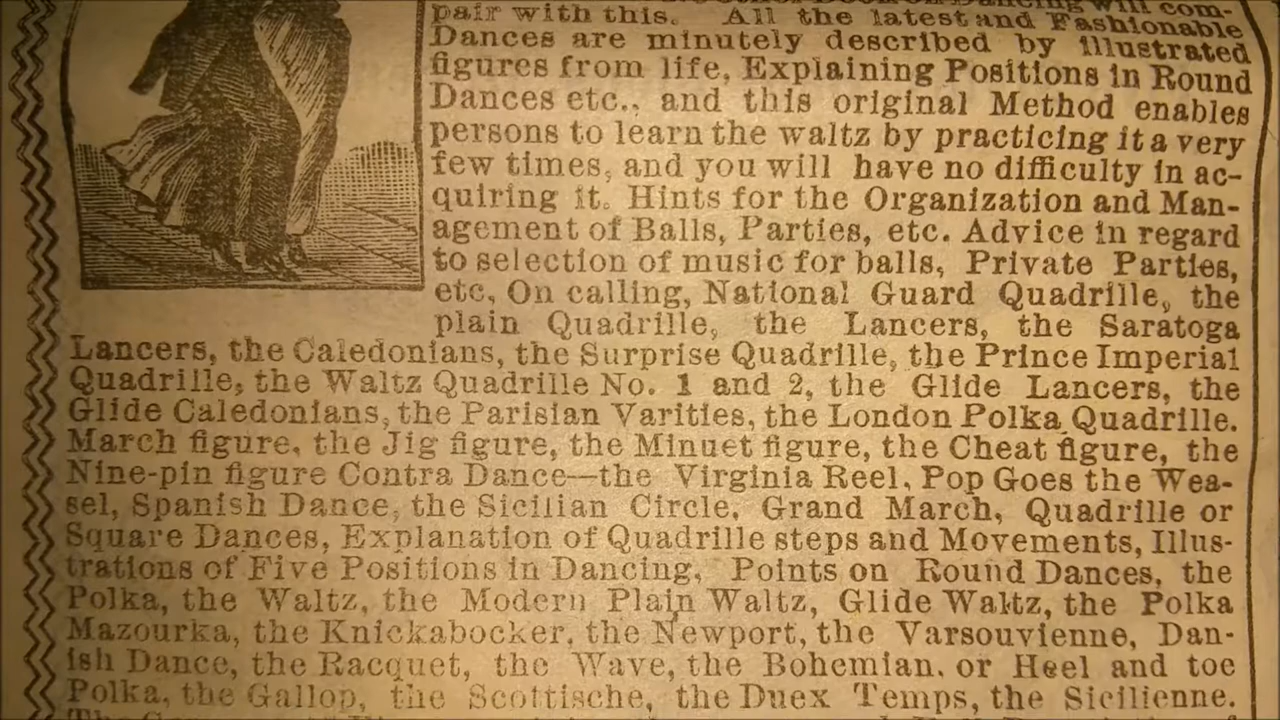 Dancing will com-
pair with this. All the latest and Fashionable
Dances are minutely described by illustrated
figures from life, Explaining Positions in Round
Dances etc., and this original Method enables
persons to learn the waltz by practicing it a very
few times, and you will have no difficulty in ac-
quiring it. Hints for the Organization and Man-
agement of Balls, Parties, etc. Advice in regard
to selection of music for balls, Private Parties,
etc, On calling, National Guard Quadrille, the
plain Quadrille, the Lancers, the Saratoga
Lancers, the Caledonians, the Surprise Quadrille, the Prince Imperial
Quadrille, the Waltz Quadrille No. 1 and 2, the Glide Lancers, the
Glide Caledonians, the Parisian Varities, the London Polka Quadrille.
March figure, the Jig figure, the Minuet figure, the Cheat figure, the
Nine-pin figure Contra Dance—the Virginia Reel, Pop Goes the Wea-
sel, Spanish Dance, the Sicilian Circle, Grand March, Quadrille or
Square Dances, Explanation of Quadrille steps and Movements, Illus-
trations of Five Positions in Dancing, Points on Round Dances, the
Polka, the Waltz, the Modern Plain Waltz, Glide Waltz, the Polka
Mazourka, the Knickabocker, the Newport, the Varsouvienne, Dan-
ish Dance, the Racquet, the Wave, the Bohemian, or Heel and toe
Polka, the Gallop, the Scottische, the Duex Temps, the Sicilienne.